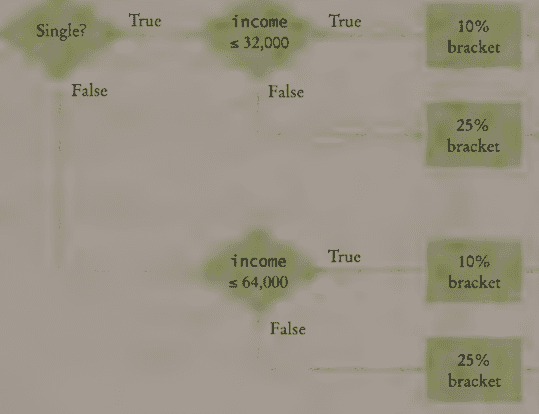 Single?
True
income
≤ 32,000
True
10%
bracket
False
False
25%
bracket
income
≤ 64,000
True
10%
bracket
False
25%
bracket